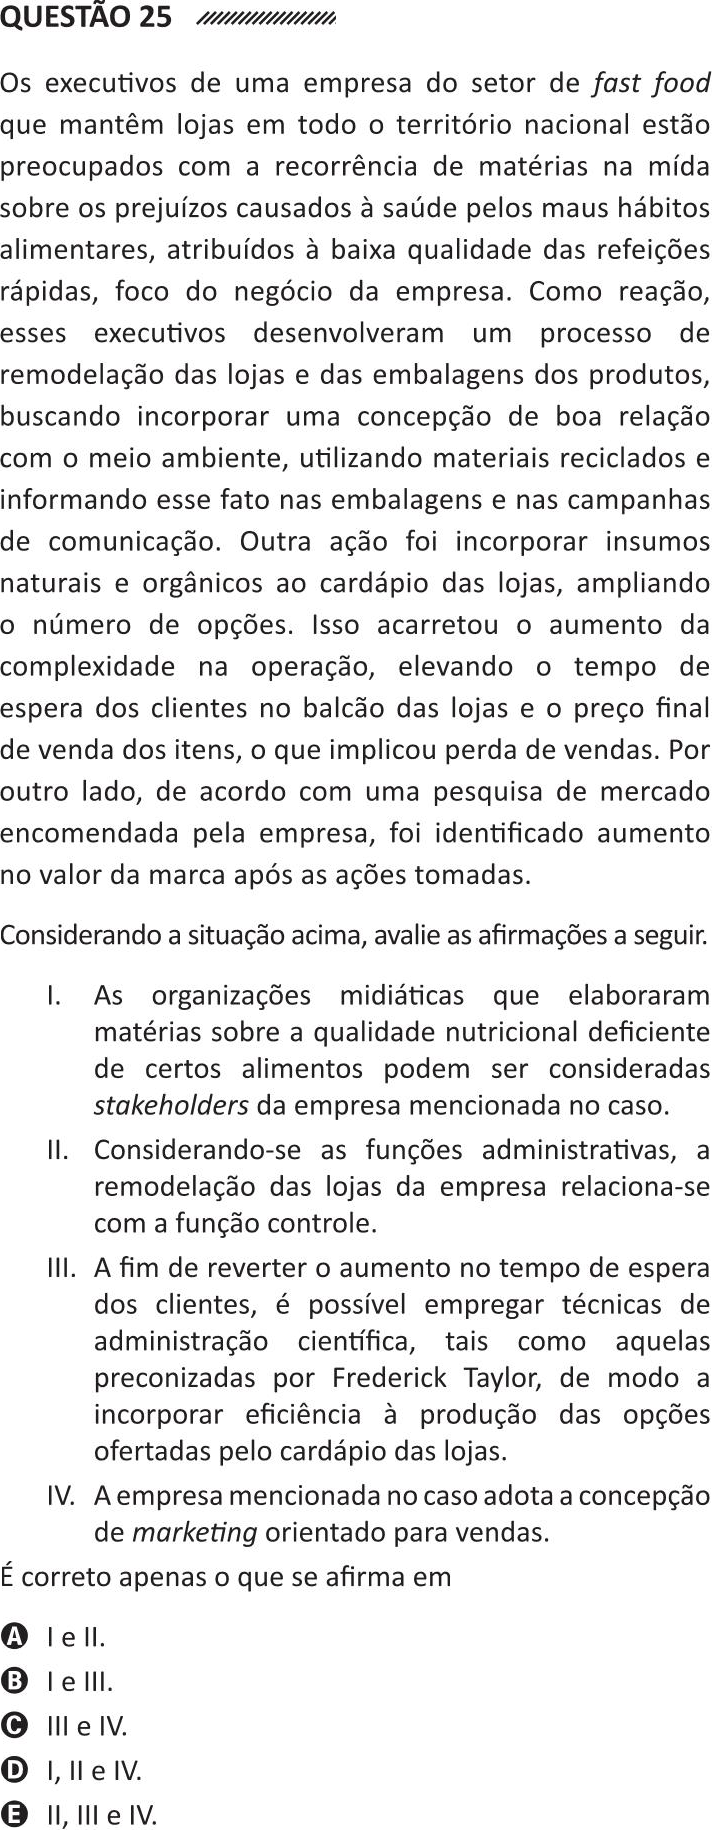 QUESTÃO 25
Os executivos de uma empresa do setor de fast food
que mantêm lojas em todo o território nacional estão
preocupados com a recorrência de matérias na mída
sobre os prejuízos causados à saúde pelos maus hábitos
alimentares, atribuídos à baixa qualidade das refeições
rápidas, foco do negócio da empresa. Como reação,
esses executivos desenvolveram um processo de
remodelação das lojas e das embalagens dos produtos,
buscando incorporar uma concepção de boa relação
com o meio ambiente, utilizando materiais reciclados e
informando esse fato nas embalagens e nas campanhas
de comunicação. Outra ação foi incorporar insumos
naturais e orgânicos ao cardápio das lojas, ampliando
o número de opções. Isso acarretou o aumento da
complexidade na operação, elevando o tempo de
espera dos clientes no balcão das lojas e o preço final
de venda dos itens, o que implicou perda de vendas. Por
outro lado, de acordo com uma pesquisa de mercado
encomendada pela empresa, foi identificado aumento
no valor da marca após as ações tomadas.
Considerando a situação acima, avalie as afirmações a seguir.
I. As organizações midiáticas que elaboraram
matérias sobre a qualidade nutricional deficiente
de certos alimentos podem ser consideradas
stakeholders da empresa mencionada no caso.
II. Considerando-se as funções administrativas, a
remodelação das lojas da empresa relaciona-se
com a função controle.
III. A fim de reverter o aumento no tempo de espera
dos clientes, é possível empregar técnicas de
administração científica, tais como aquelas
preconizadas por Frederick Taylor, de modo a
incorporar eficiência à produção das opções
ofertadas pelo cardápio das lojas.
IV. A empresa mencionada no caso adota a concepção
de marketing orientado para vendas.
É correto apenas o que se afirma em
A I e II.
B I e III.
C III e IV.
D I, II e IV.
E II, III e IV.